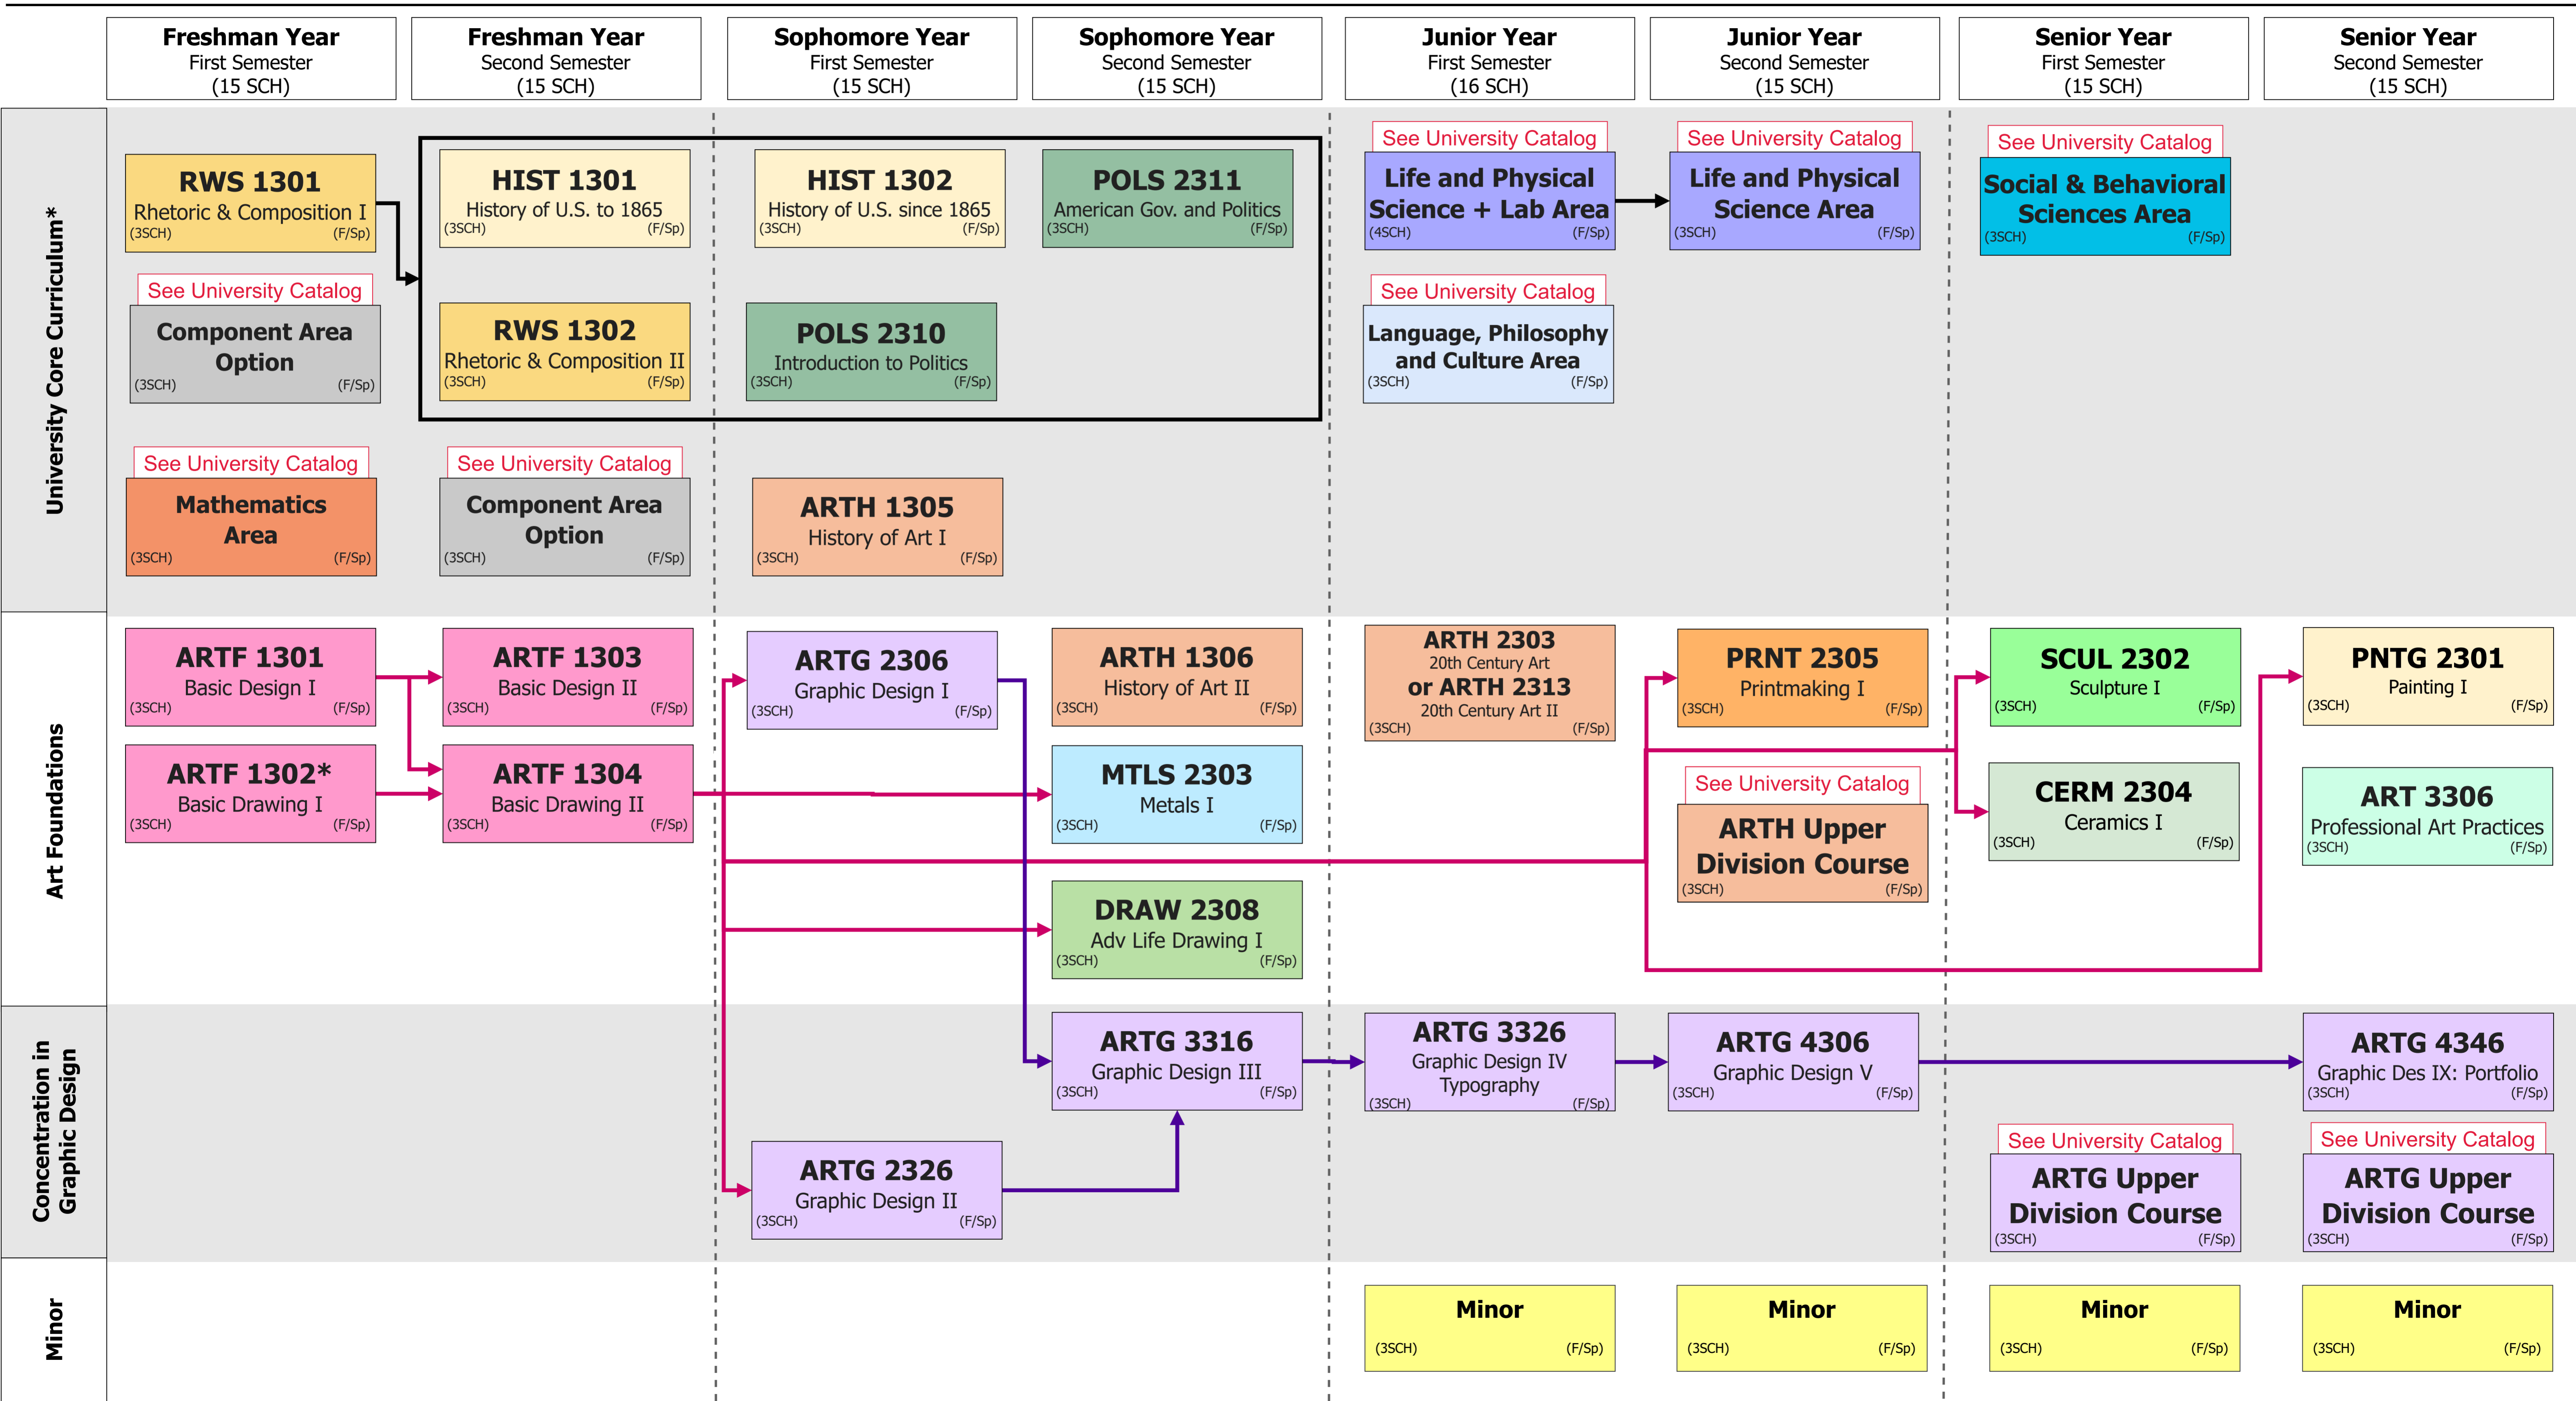 Freshman Year
First Semester
(15 SCH)
Freshman Year
Second Semester
(15 SCH)
Sophomore Year
First Semester
(15 SCH)
Sophomore Year
Second Semester
(15 SCH)
Junior Year
First Semester
(16 SCH)
Junior Year
Second Semester
(15 SCH)
Senior Year
First Semester
(15 SCH)
Senior Year
Second Semester
(15 SCH)
University Core Curriculum*
RWS 1301
Rhetoric & Composition I
(3SCH) (F/Sp)
HIST 1301
History of U.S. to 1865
(3SCH) (F/Sp)
HIST 1302
History of U.S. since 1865
(3SCH) (F/Sp)
POLS 2311
American Gov. and Politics
(3SCH) (F/Sp)
See University Catalog
Life and Physical
Science + Lab Area
(4SCH) (F/Sp)
See University Catalog
Life and Physical
Science Area
(3SCH) (F/Sp)
See University Catalog
Social & Behavioral
Sciences Area
(3SCH) (F/Sp)
See University Catalog
Component Area
Option
(3SCH) (F/Sp)
RWS 1302
Rhetoric & Composition II
(3SCH) (F/Sp)
POLS 2310
Introduction to Politics
(3SCH) (F/Sp)
See University Catalog
Language, Philosophy
and Culture Area
(3SCH) (F/Sp)
See University Catalog
Mathematics
Area
(3SCH) (F/Sp)
See University Catalog
Component Area
Option
(3SCH) (F/Sp)
ARTH 1305
History of Art I
(3SCH) (F/Sp)
Art Foundations
ARTF 1301
Basic Design I
(3SCH) (F/Sp)
ARTF 1303
Basic Design II
(3SCH) (F/Sp)
ARTG 2306
Graphic Design I
(3SCH) (F/Sp)
ARTH 1306
History of Art II
(3SCH) (F/Sp)
ARTH 2303
20th Century Art
or ARTH 2313
20th Century Art II
(3SCH) (F/Sp)
PRNT 2305
Printmaking I
(3SCH) (F/Sp)
SCUL 2302
Sculpture I
(3SCH) (F/Sp)
PNTG 2301
Painting I
(3SCH) (F/Sp)
ARTF 1302*
Basic Drawing I
(3SCH) (F/Sp)
ARTF 1304
Basic Drawing II
(3SCH) (F/Sp)
MTLS 2303
Metals I
(3SCH) (F/Sp)
See University Catalog
ARTH Upper
Division Course
(3SCH) (F/Sp)
CERM 2304
Ceramics I
(3SCH) (F/Sp)
ART 3306
Professional Art Practices
(3SCH) (F/Sp)
DRAW 2308
Adv Life Drawing I
(3SCH) (F/Sp)
Concentration in
Graphic Design
ARTG 3316
Graphic Design III
(3SCH) (F/Sp)
ARTG 3326
Graphic Design IV
Typography
(3SCH) (F/Sp)
ARTG 4306
Graphic Design V
(3SCH) (F/Sp)
ARTG 4346
Graphic Des IX: Portfolio
(3SCH) (F/Sp)
ARTG 2326
Graphic Design II
(3SCH) (F/Sp)
See University Catalog
ARTG Upper
Division Course
(3SCH) (F/Sp)
See University Catalog
ARTG Upper
Division Course
(3SCH) (F/Sp)
Minor
Minor
(3SCH) (F/Sp)
Minor
(3SCH) (F/Sp)
Minor
(3SCH) (F/Sp)
Minor
(3SCH) (F/Sp)